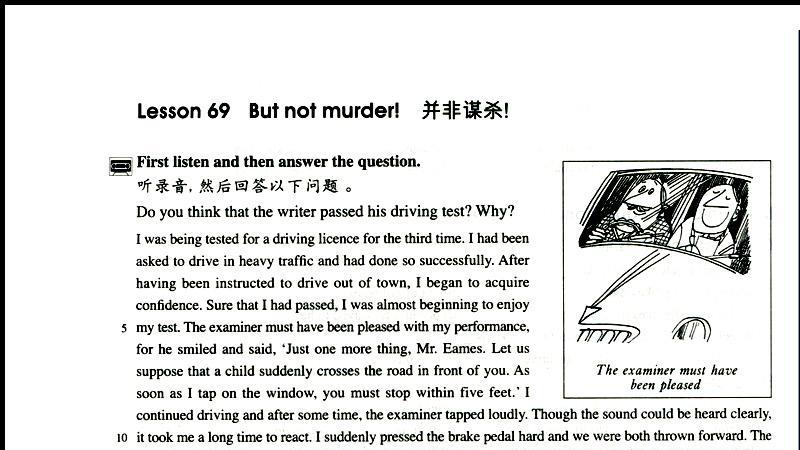 Lesson 69 But not murder! 并非谋杀!
First listen and then answer the question.
听录音, 然后回答以下问题 。
Do you think that the writer passed his driving test? Why?
I was being tested for a driving licence for the third time. I had been
asked to drive in heavy traffic and had done so successfully. After
having been instructed to drive out of town, I began to acquire
confidence. Sure that I had passed, I was almost beginning to enjoy
5 my test. The examiner must have been pleased with my performance,
for he smiled and said, ‘Just one more thing, Mr. Eames. Let us
suppose that a child suddenly crosses the road in front of you. As
soon as I tap on the window, you must stop within five feet.’ I
continued driving and after some time, the examiner tapped loudly. Though the sound could be heard clearly,
10 it took me a long time to react. I suddenly pressed the brake pedal hard and we were both thrown forward. The
The examiner must have
been pleased